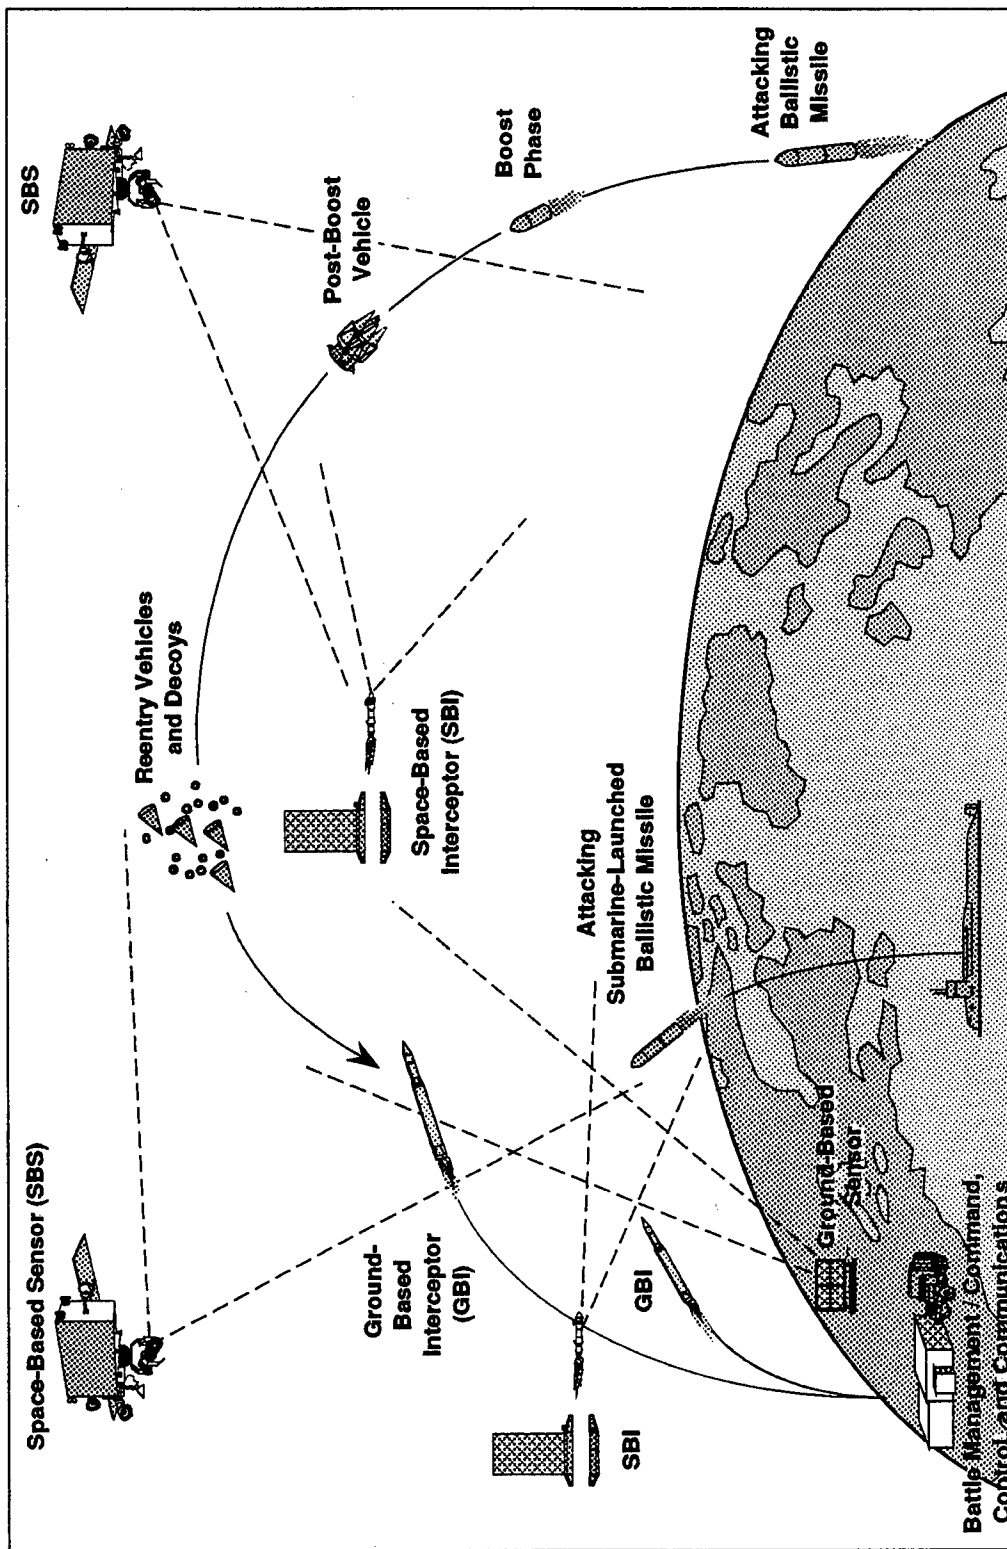 Space-Based Sensor (SBS)
SBS
Reentry Vehicles
and Decoys
Post-Boost
Vehicle
Boost
Phase
Attacking
Ballistic
Missile
Ground-
Based
Interceptor
(GBI)
Space-Based
Interceptor (SBI)
SBI
GBI
Attacking
Submarine-Launched
Ballistic Missile
Ground-Based
Sensor
Battle Management / Command,
Control, and Communications